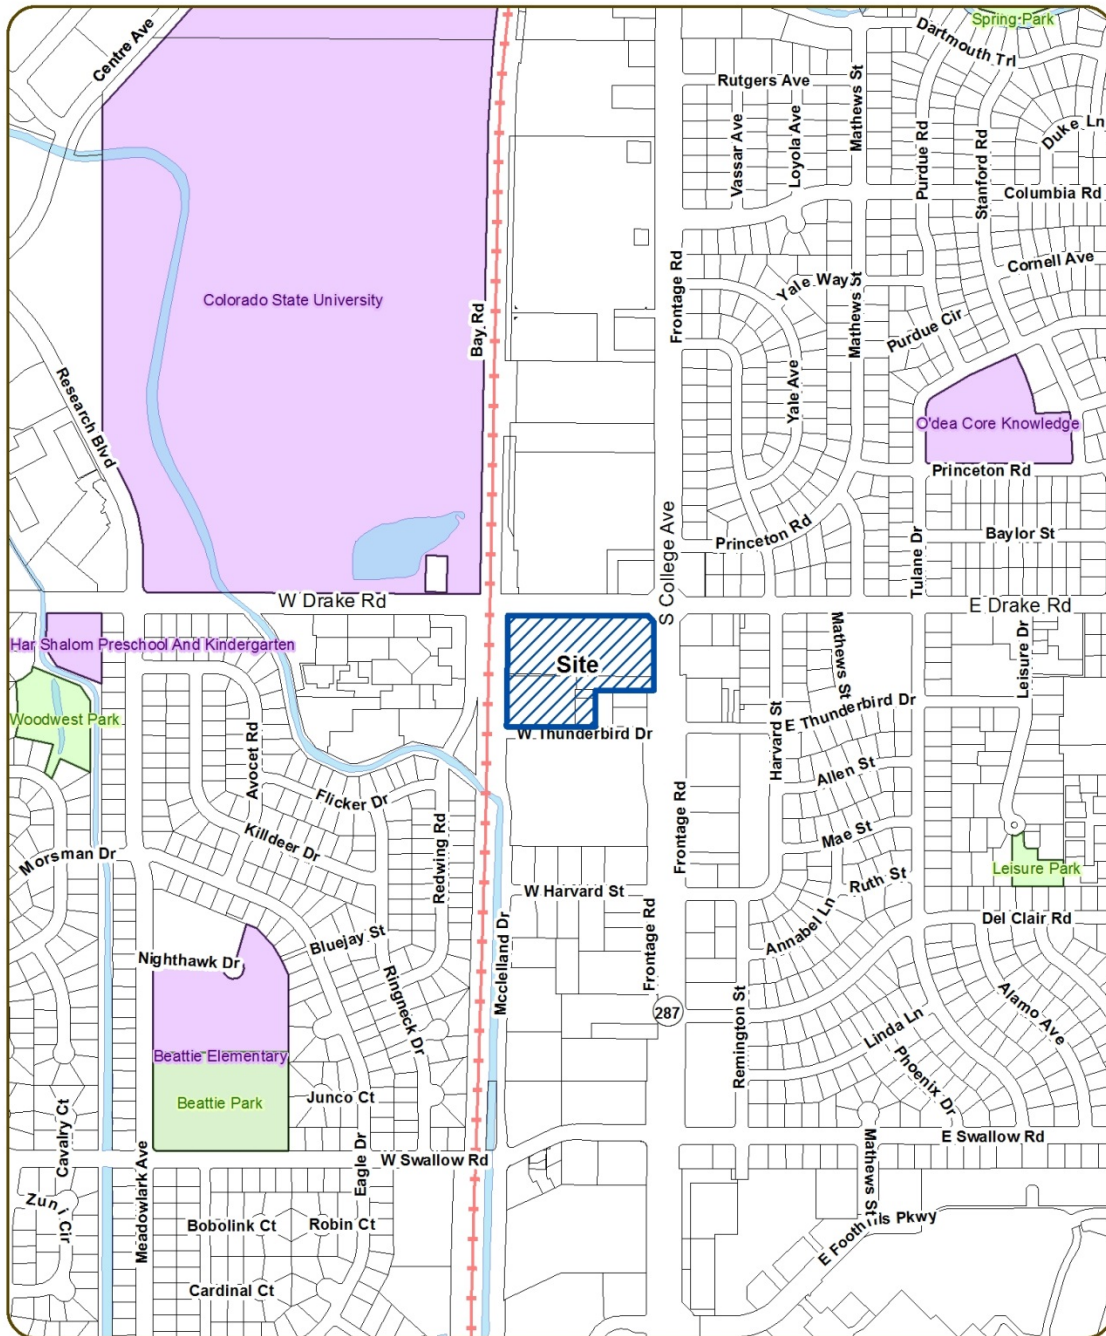 Spring Park
Dartmouth Trl
Centre Ave
Rutgers Ave
Mathews St
Duke Ln
Vassar Ave
Loyola Ave
Purdue Rd
Stanford Rd
Columbia Rd
Cornell Ave
Frontage Rd
Yale Way
Colorado State University
Bay Rd
Mathews St
Purdue Cir
Yale Ave
Research Blvd
O'dea Core Knowledge
Princeton Rd
Princeton Rd
Baylor St
S College Ave
Tulane Dr
W Drake Rd
E Drake Rd
Har Shalom Preschool And Kindergarten
Site
Mathews St
Leisure Dr
Woodwest Park
Avocet Rd
W Thunderbird Dr
Harvard St
E Thunderbird Dr
Allen St
Flicker Dr
Frontage Rd
Killdeer Dr
Redwing Rd
Mae St
Morsman Dr
Leisure Park
Ruth St
W Harvard St
Annabel Ln
Del Clair Rd
Bluejay St
Nighthawk Dr
Mcclelland Dr
Frontage Rd
Ringneck Dr
287
Alamo Ave
Remington St
Linda Ln
Beattie Elementary
Phoenix Dr
Junco Ct
Beattie Park
Cavalry Ct
E Swallow Rd
W Swallow Rd
Eagle Dr
Mathews St
Meadowlark Ave
Zuni Cir
Bobolink Ct
Robin Ct
E Foothills Pkwy
Cardinal Ct